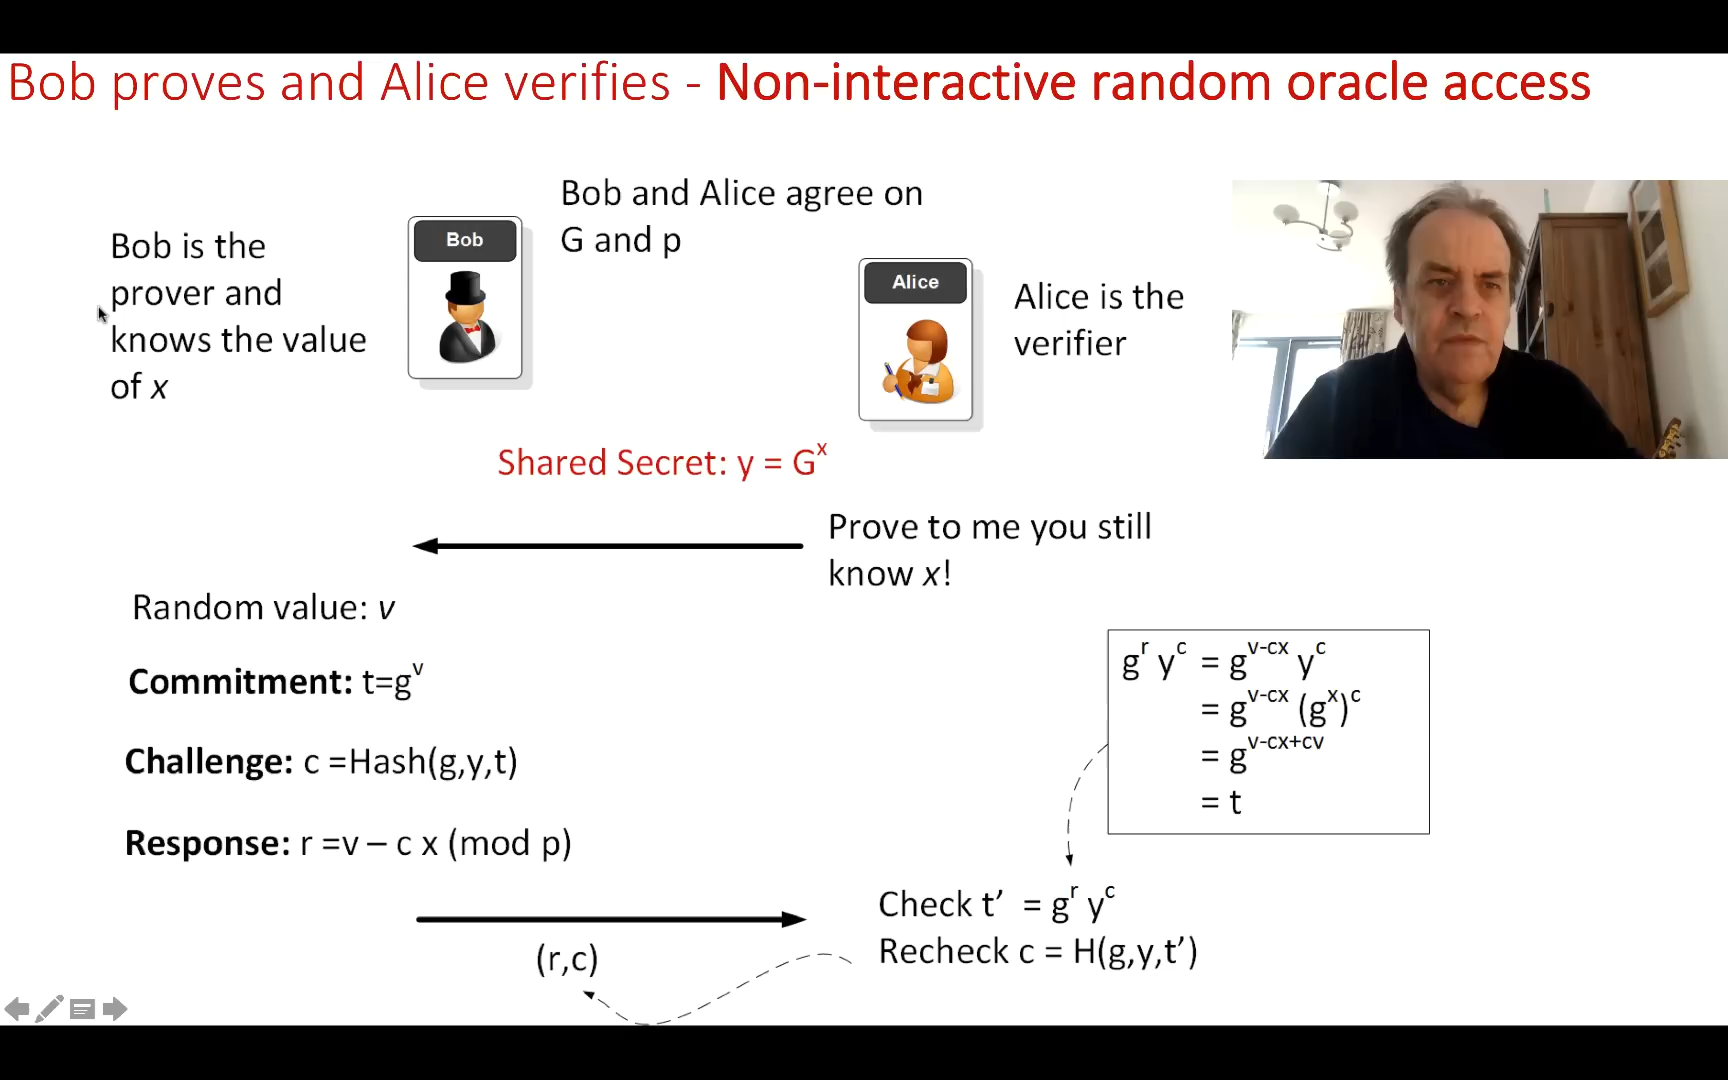 Bob proves and Alice verifies - Non-interactive random oracle access
Bob and Alice agree on
G and p
Bob
Bob is the
prover and
knows the value
of x
Alice
Alice is the
verifier
Shared Secret: y = G^x
Prove to me you still
know x!
Random value: v
Commitment: t=g^v
Challenge: c =Hash(g,y,t)
Response: r =v – c x (mod p)
(r,c)
g^r y^c = g^v-cx y^c
= g^v-cx (g^x)^c
= g^v-cx+cv
= t
Check t’ = g^r y^c
Recheck c = H(g,y,t’)